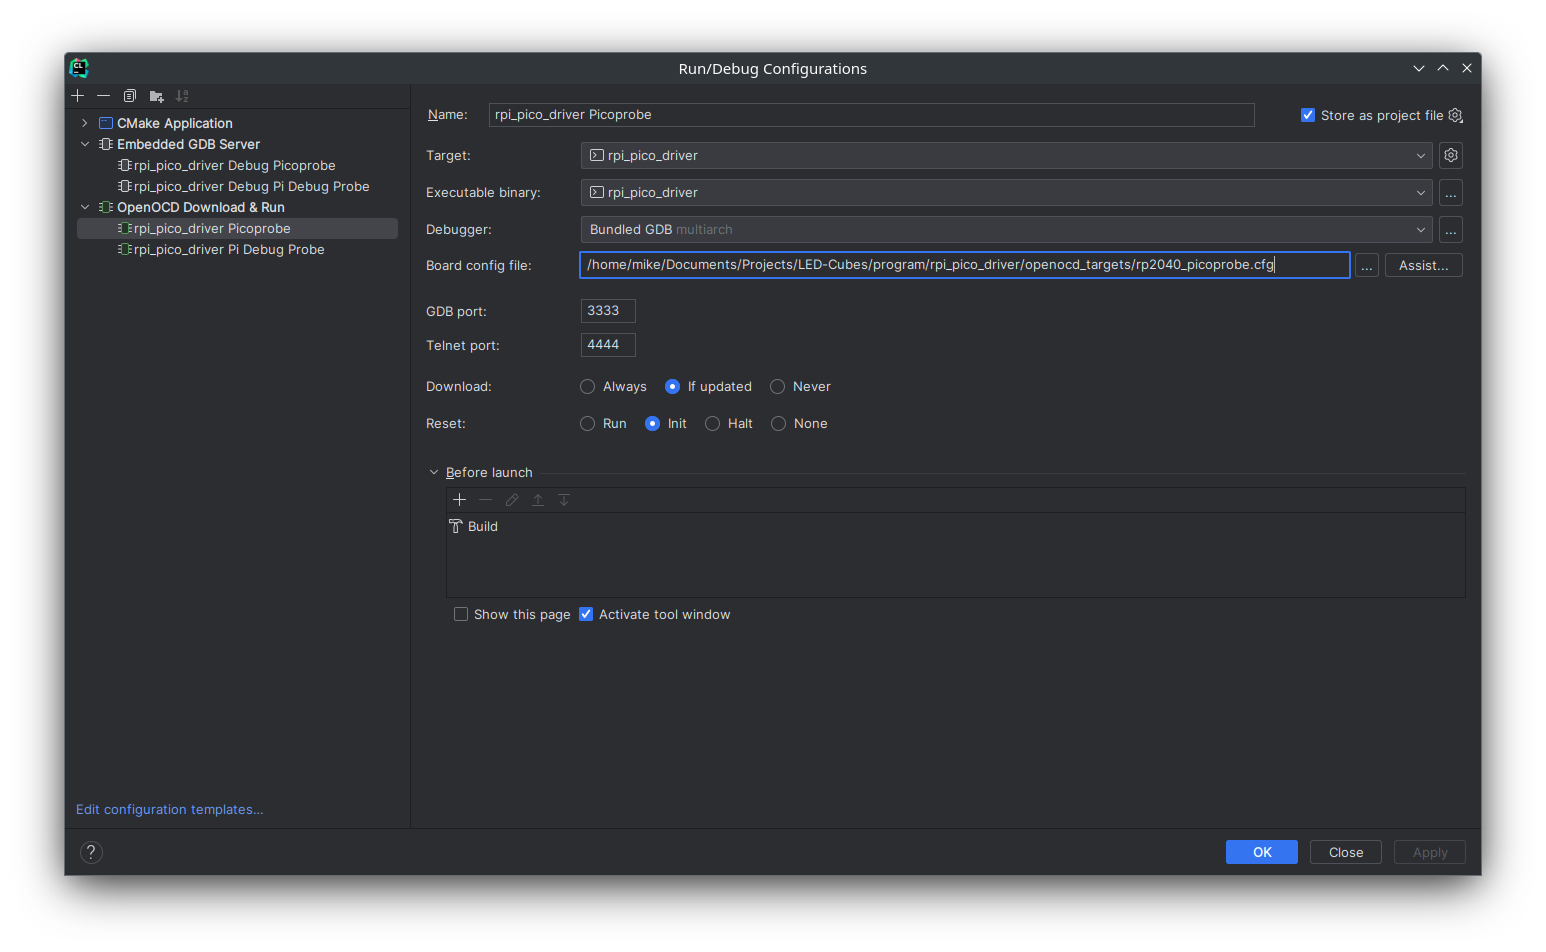 CL
Run/Debug Configurations
CMake Application
Embedded GDB Server
rpi_pico_driver Debug Picoprobe
rpi_pico_driver Debug Pi Debug Probe
OpenOCD Download & Run
rpi_pico_driver Picoprobe
rpi_pico_driver Pi Debug Probe
Edit configuration templates...
Name: rpi_pico_driver Picoprobe Store as project file
Target: rpi_pico_driver
Executable binary: rpi_pico_driver ...
Debugger: Bundled GDB multiarch ...
Board config file: /home/mike/Documents/Projects/LED-Cubes/program/rpi_pico_driver/openocd_targets/rp2040_picoprobe.cfg ... Assist...
GDB port: 3333
Telnet port: 4444
Download: Always If updated Never
Reset: Run Init Halt None
Before launch
Build
Show this page Activate tool window
? OK Close Apply